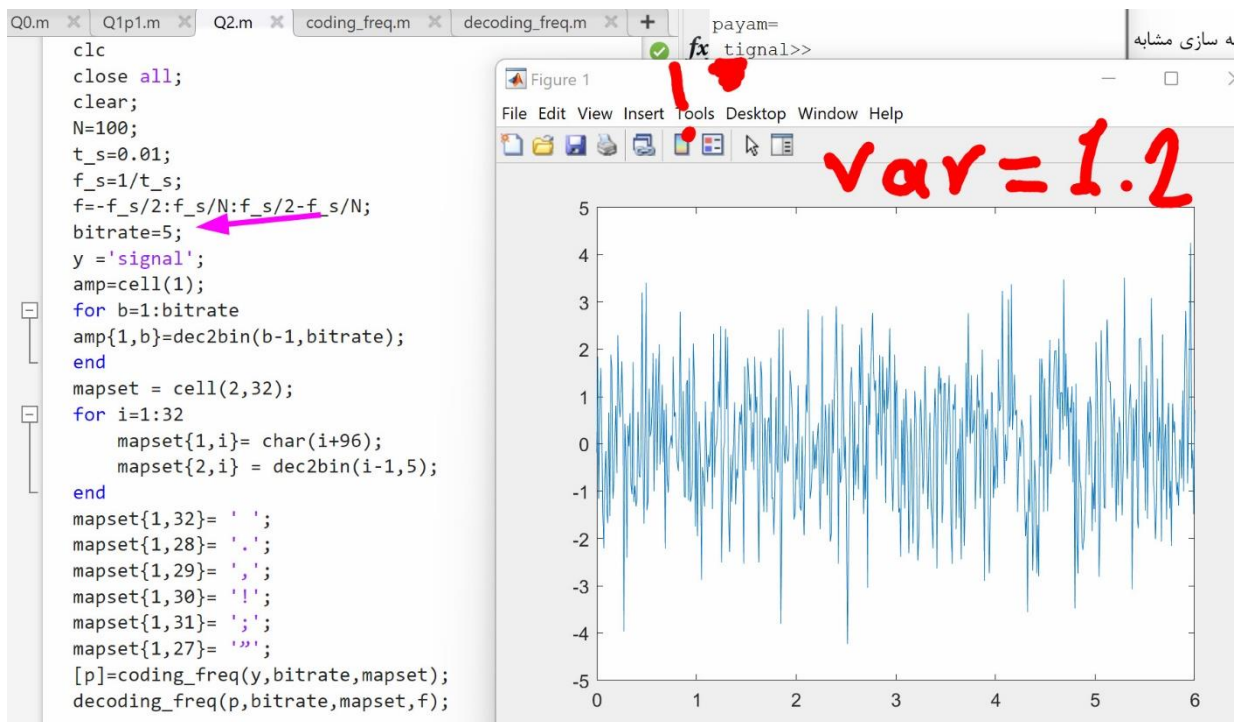 Q0.m Q1p1.m Q2.m coding_freq.m decoding_freq.m +
clc
close all;
clear;
N=100;
t_s=0.01;
f_s=1/t_s;
f=-f_s/2:f_s/N:f_s/2-f_s/N;
bitrate=5;
y ='signal';
amp=cell(1);
for b=1:bitrate
amp{1,b}=dec2bin(b-1,bitrate);
end
mapset = cell(2,32);
for i=1:32
mapset{1,i}= char(i+96);
mapset{2,i} = dec2bin(i-1,5);
end
mapset{1,32}= ' ';
mapset{1,28}= '.';
mapset{1,29}= ',';
mapset{1,30}= '!';
mapset{1,31}= ';';
mapset{1,27}= '”';
[p]=coding_freq(y,bitrate,mapset);
decoding_freq(p,bitrate,mapset,f);
payam=
fx tignal>>
ه سازی مشابه
Figure 1
File Edit View Insert Tools Desktop Window Help
!
var=1.2
5
4
3
2
1
0
-1
-2
-3
-4
-5
0 1 2 3 4 5 6